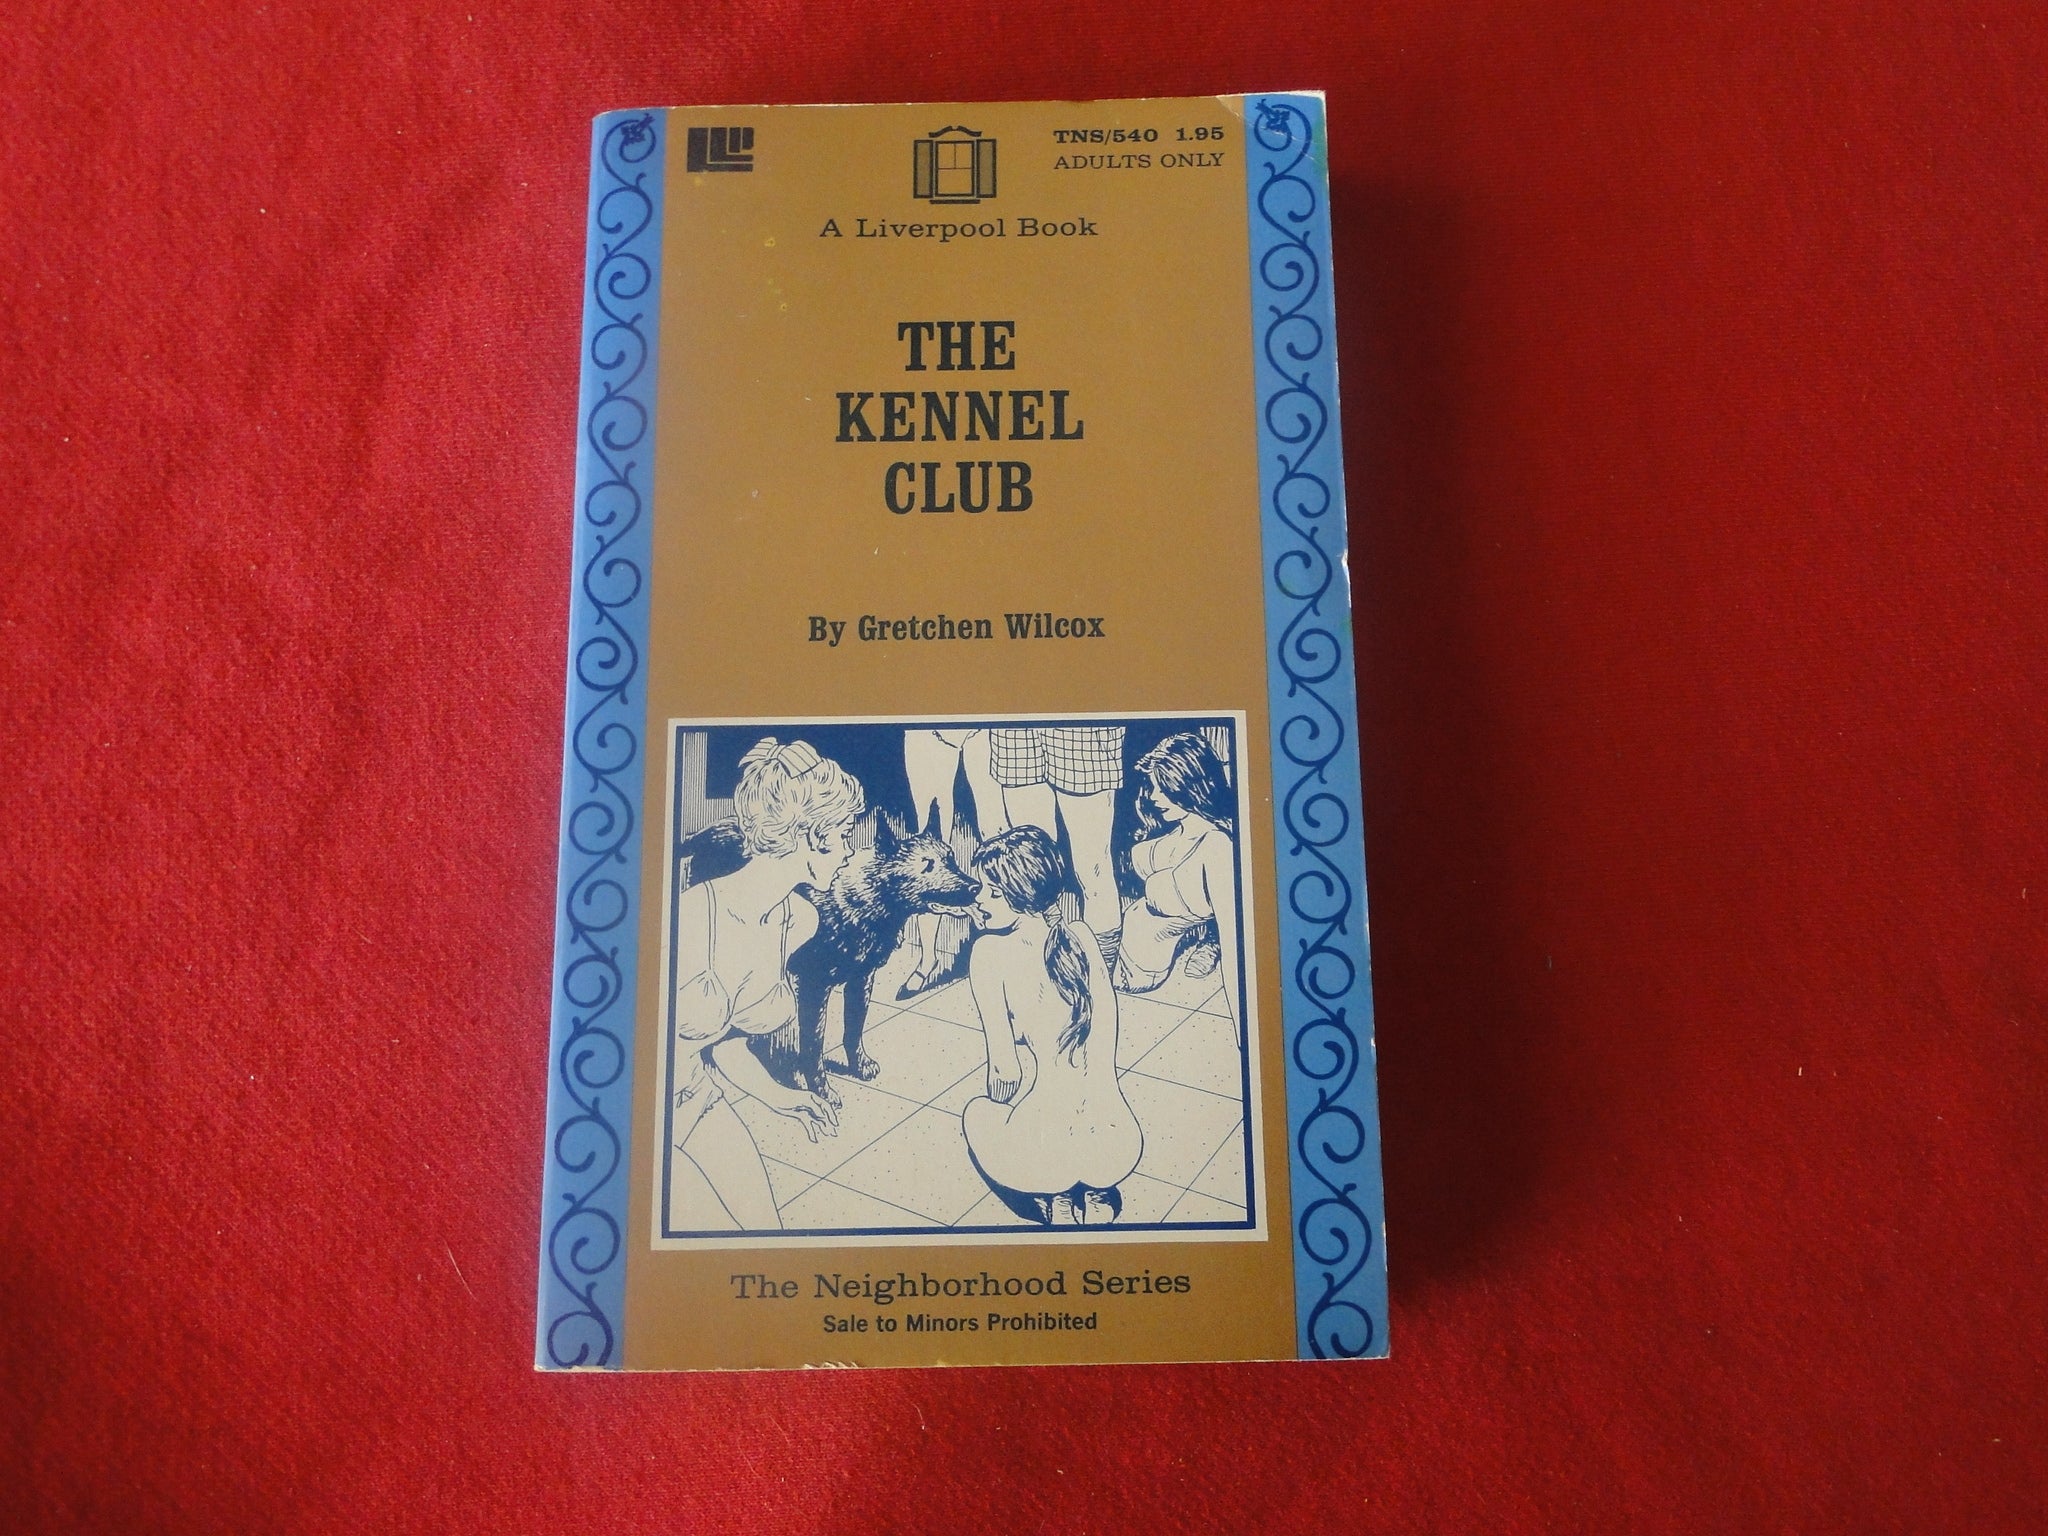 TNS/540 1.95
ADULTS ONLY
A Liverpool Book
THE
KENNEL
CLUB
By Gretchen Wilcox
The Neighborhood Series
Sale to Minors Prohibited